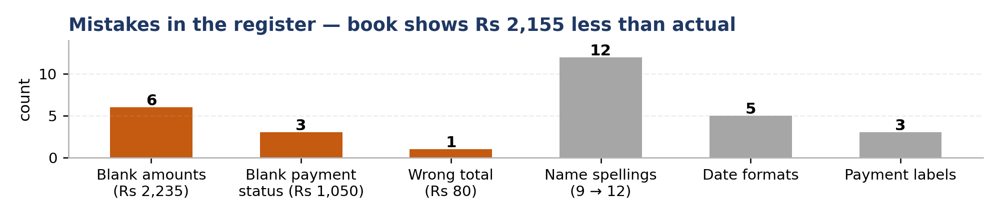 Mistakes in the register — book shows Rs 2,155 less than actual
count
10
5
0
6
3
1
12
5
3
Blank amounts
(Rs 2,235)
Blank payment
status (Rs 1,050)
Wrong total
(Rs 80)
Name spellings
(9 → 12)
Date formats
Payment labels